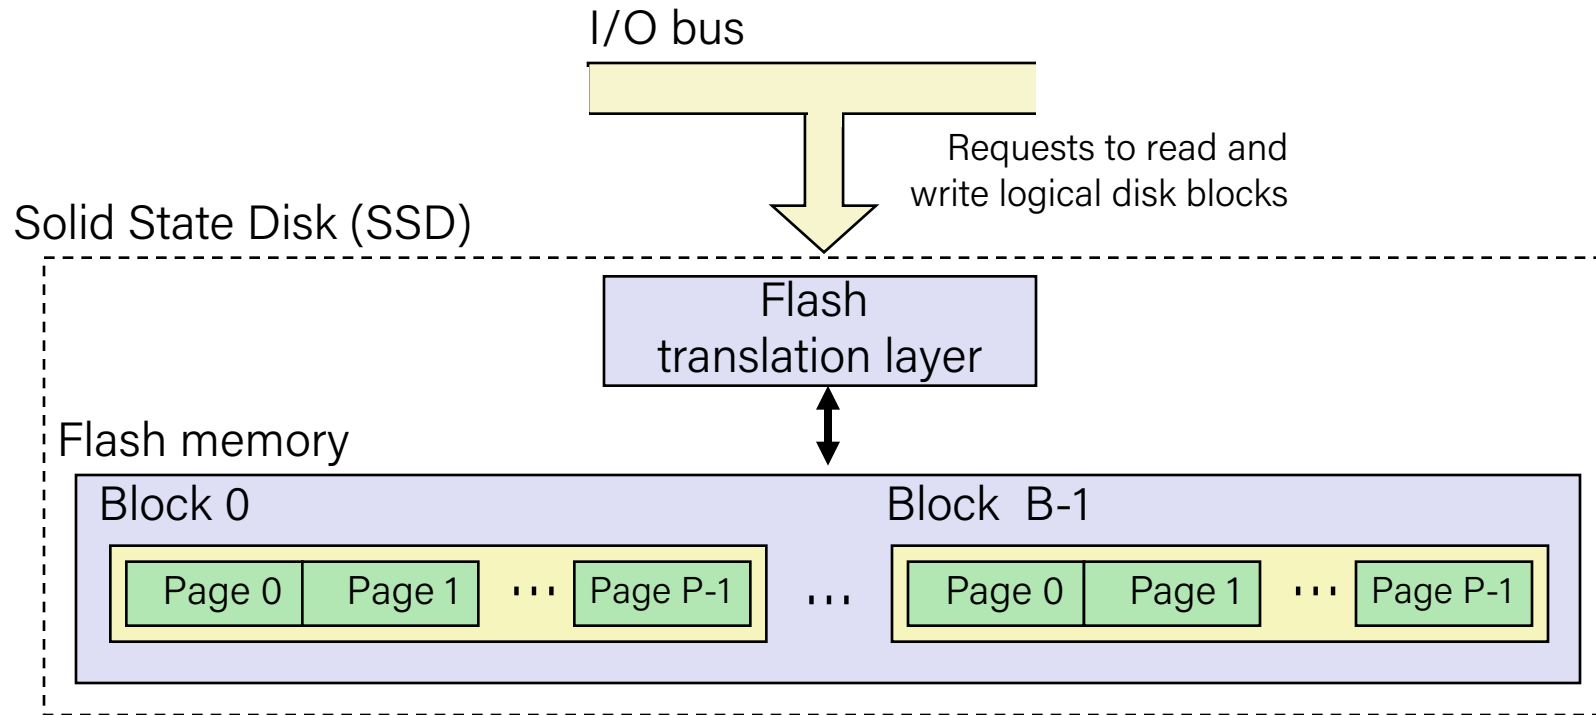 I/O bus
Requests to read and
write logical disk blocks
Solid State Disk (SSD)
Flash
translation layer
Flash memory
Block 0
Block B-1
Page 0 Page 1 ... Page P-1 ... Page 0 Page 1 ... Page P-1